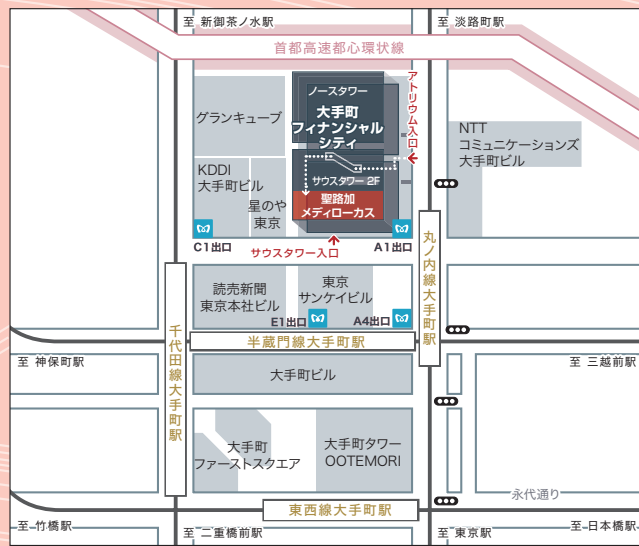 至 新御茶ノ水駅
至 淡路町駅
首都高速都心環状線
ノースタワー
大手町
フィナンシャル
シティ
アトリウム入口
グランキューブ
NTT
コミュニケーションズ
大手町ビル
KDDI
大手町ビル
サウスタワー 2F
星のや
東京
聖路加
メディローカス
C1出口
サウスタワー入口
A1出口
丸ノ内線大手町駅
読売新聞
東京本社ビル
東京
サンケイビル
E1出口
A4出口
千代田線大手町駅
半蔵門線大手町駅
至 神保町駅
至 三越前駅
大手町ビル
大手町
ファーストスクエア
大手町タワー
OOTEMORI
永代通り
東西線大手町駅
至 竹橋駅
至 二重橋前駅
至 東京駅
至 日本橋駅